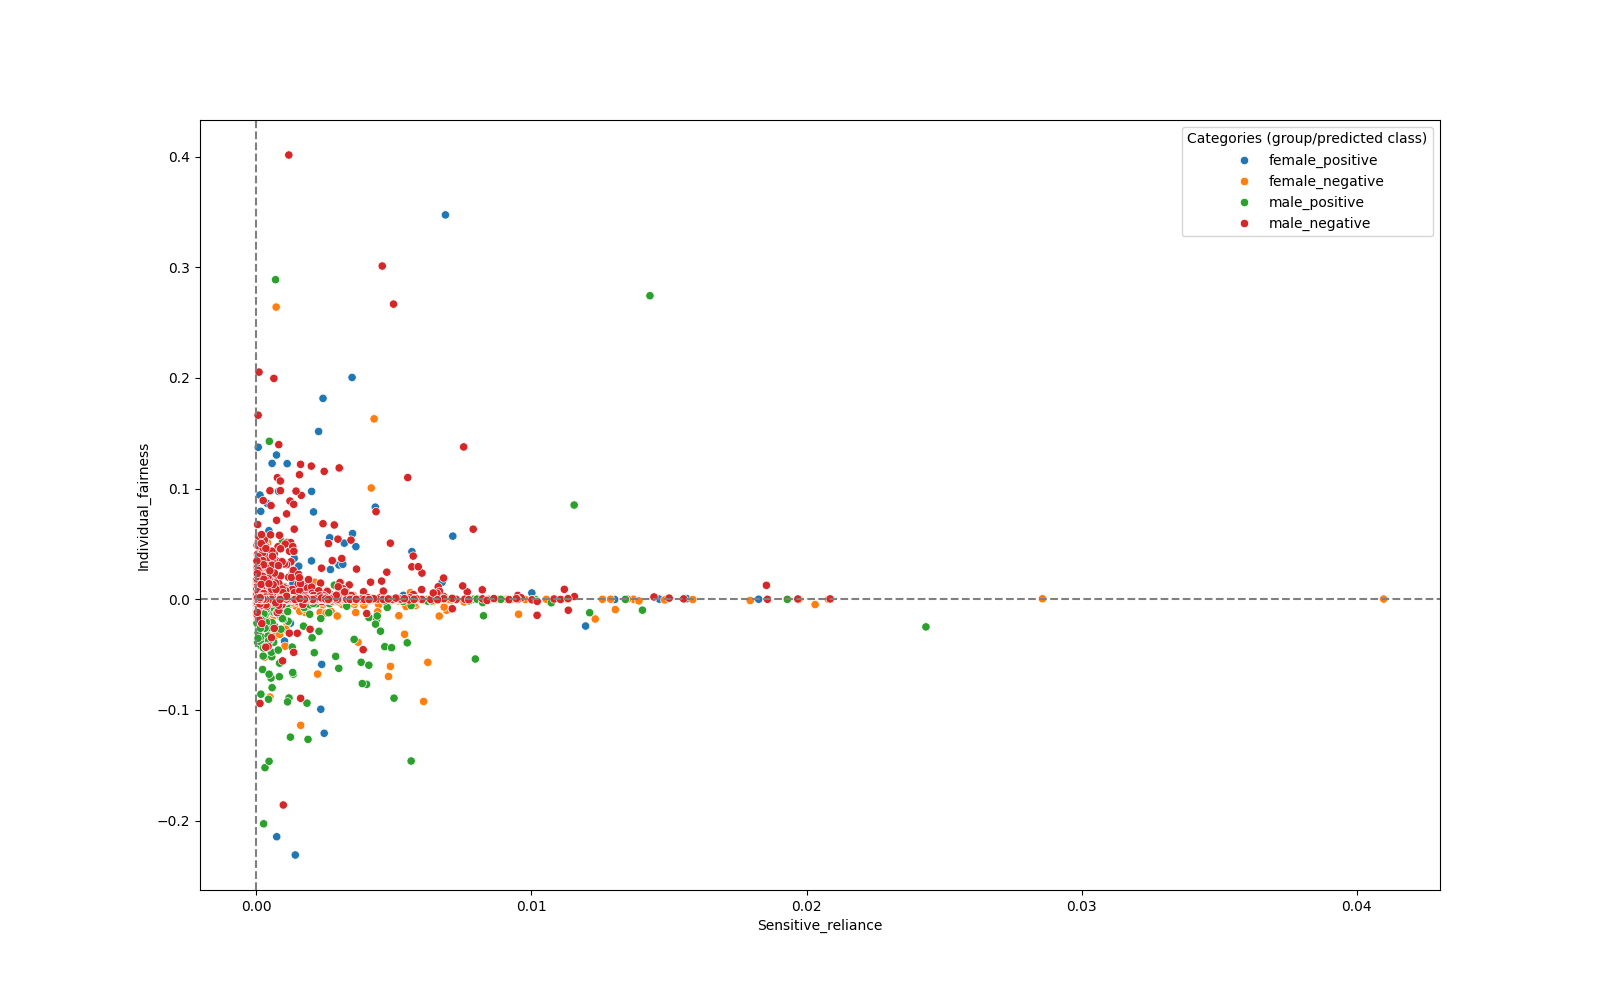 Categories (group/predicted class)
female_positive
female_negative
male_positive
male_negative
0.4
0.3
0.2
0.1
0.0
−0.1
−0.2
Individual_fairness
0.00
0.01
0.02
0.03
0.04
Sensitive_reliance